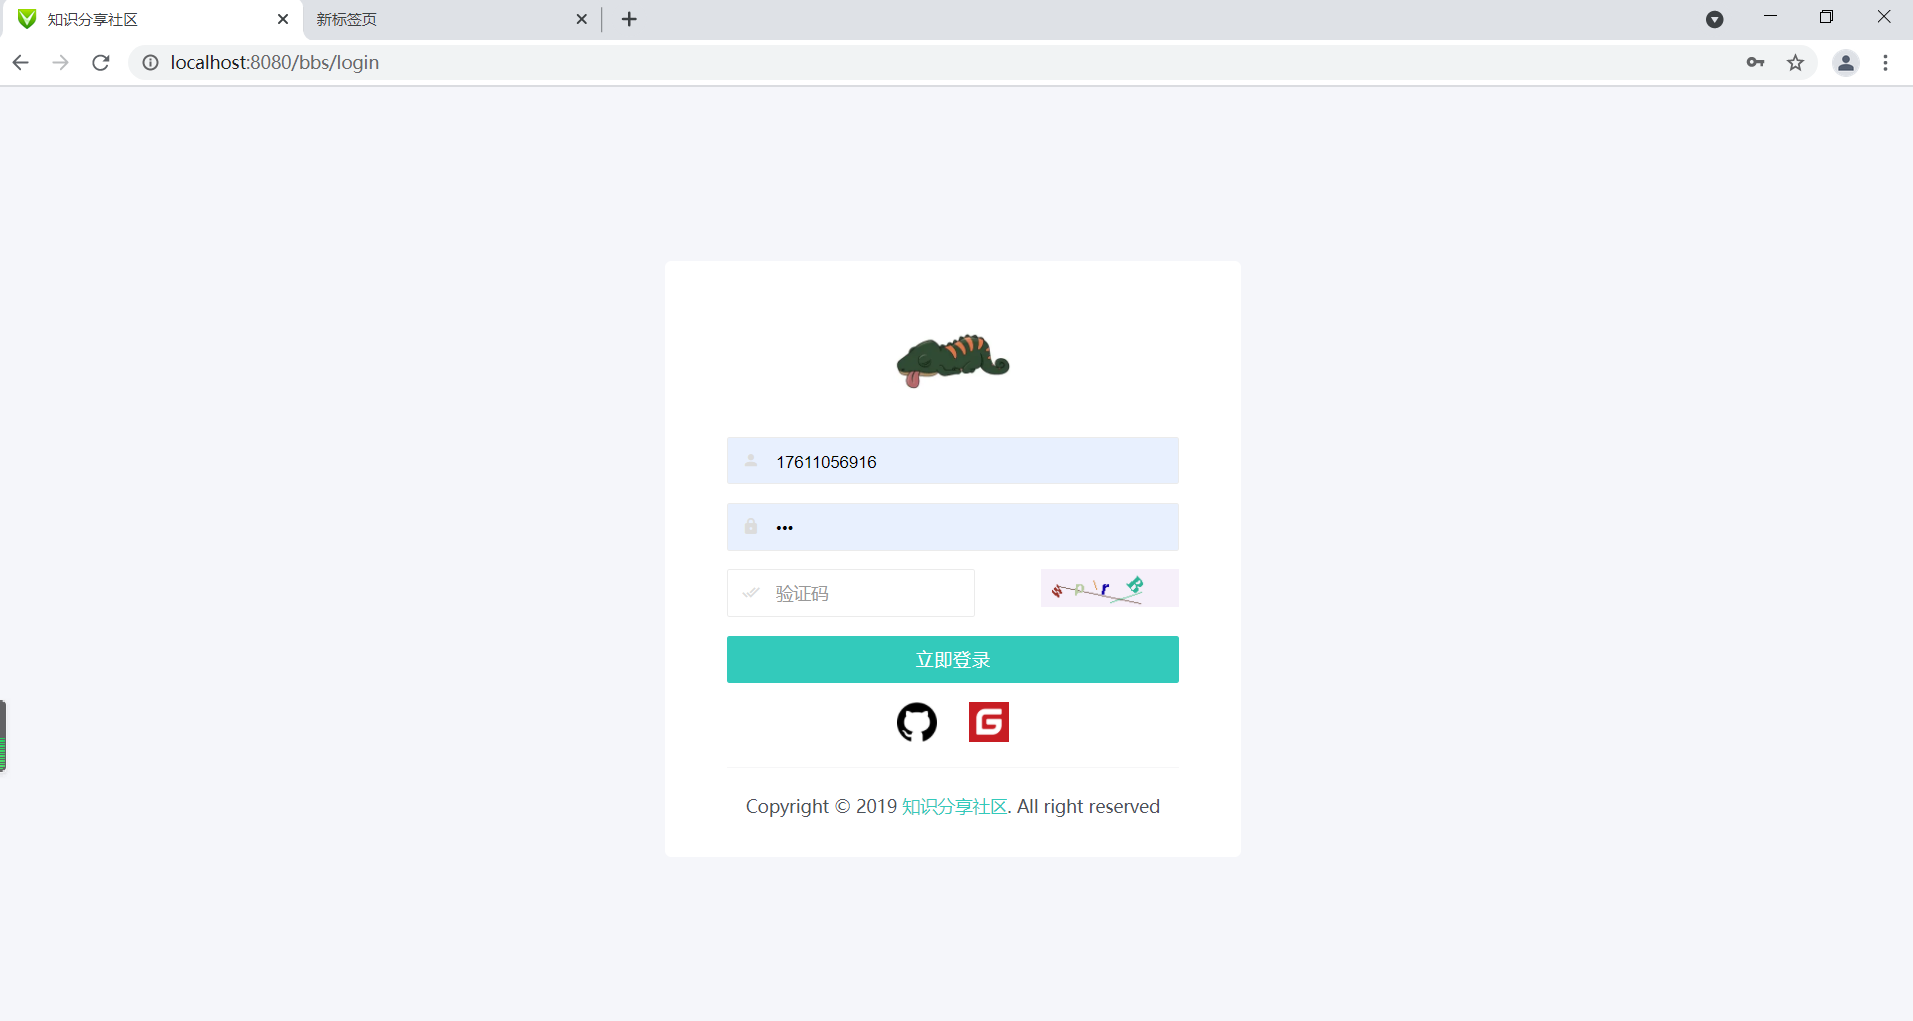 知识分享社区
新标签页
localhost:8080/bbs/login
17611056916
•••
验证码
立即登录
Copyright © 2019 知识分享社区. All right reserved